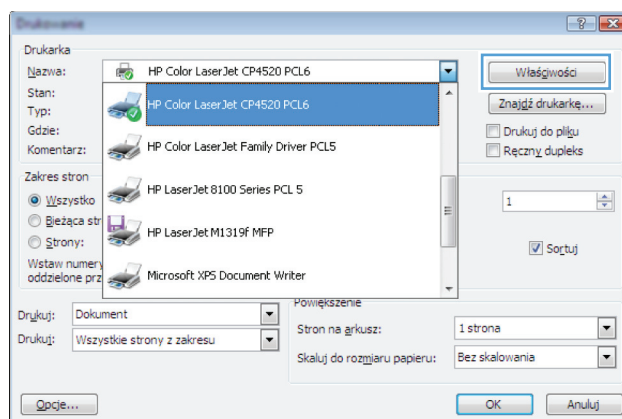 Drukowanie
Drukarka
Nazwa: HP Color LaserJet CP4520 PCL6 Właściwości
Stan: HP Color LaserJet CP4520 PCL6 Znajdź drukarkę...
Typ:
Gdzie: Drukuj do pliku
Komentarz: HP Color LaserJet Family Driver PCL5 Ręczny dupleks
Zakres stron
HP LaserJet 8100 Series PCL 5
Wszystko 1
Bieżąca str
Strony: HP LaserJet M1319f MFP
Sortuj
Wstaw numery
oddzielone prz Microsoft XPS Document Writer
Powiększenie
Drukuj: Dokument
Stron na arkusz: 1 strona
Drukuj: Wszystkie strony z zakresu
Skaluj do rozmiaru papieru: Bez skalowania
Opcje... OK Anuluj